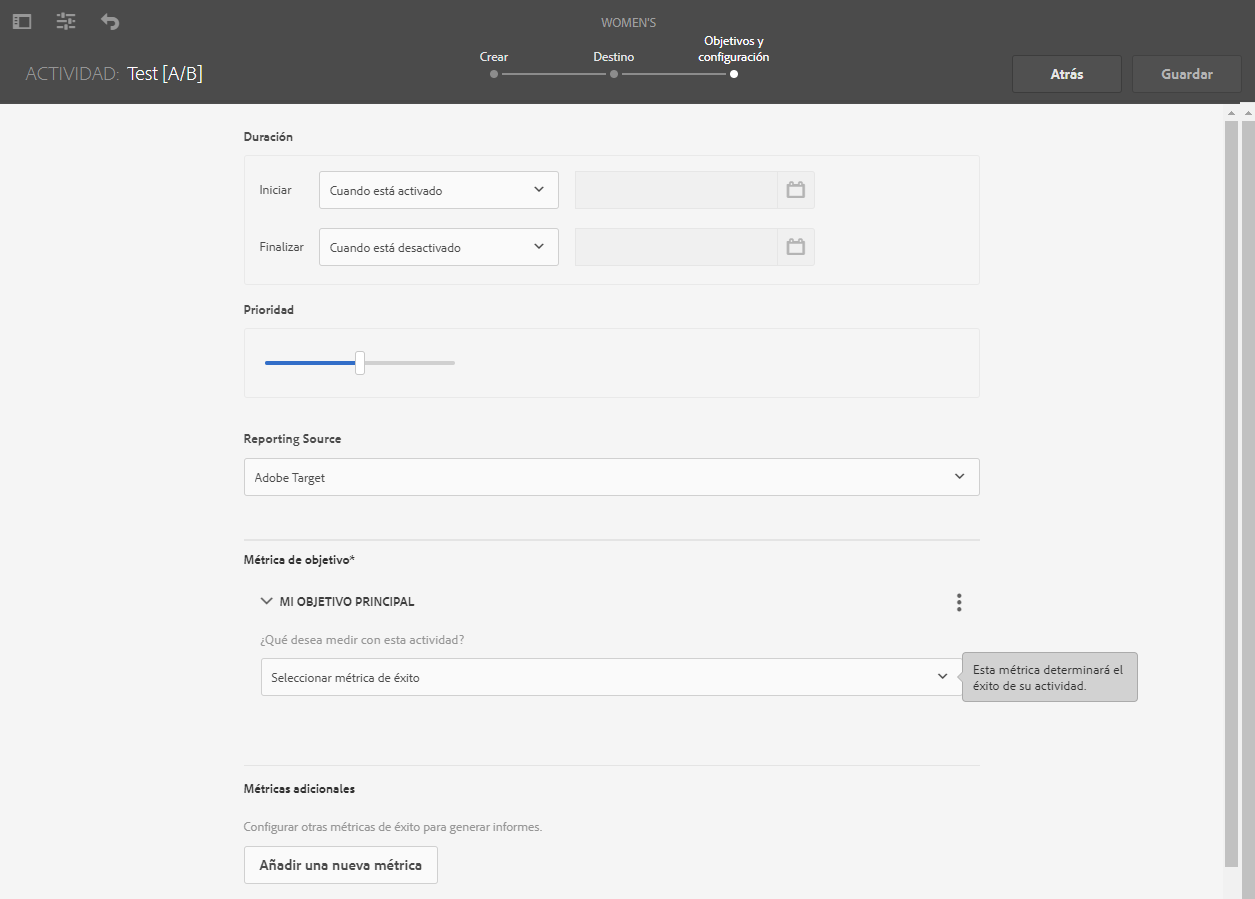 WOMEN'S
ACTIVIDAD: Test [A/B]
Crear
Destino
Objetivos y
configuración
Atrás
Guardar
Duración
Iniciar
Cuando está activado
Finalizar
Cuando está desactivado
Prioridad
Reporting Source
Adobe Target
Métrica de objetivo*
MI OBJETIVO PRINCIPAL
¿Qué desea medir con esta actividad?
Seleccionar métrica de éxito
Esta métrica determinará el
éxito de su actividad.
Métricas adicionales
Configurar otras métricas de éxito para generar informes.
Añadir una nueva métrica